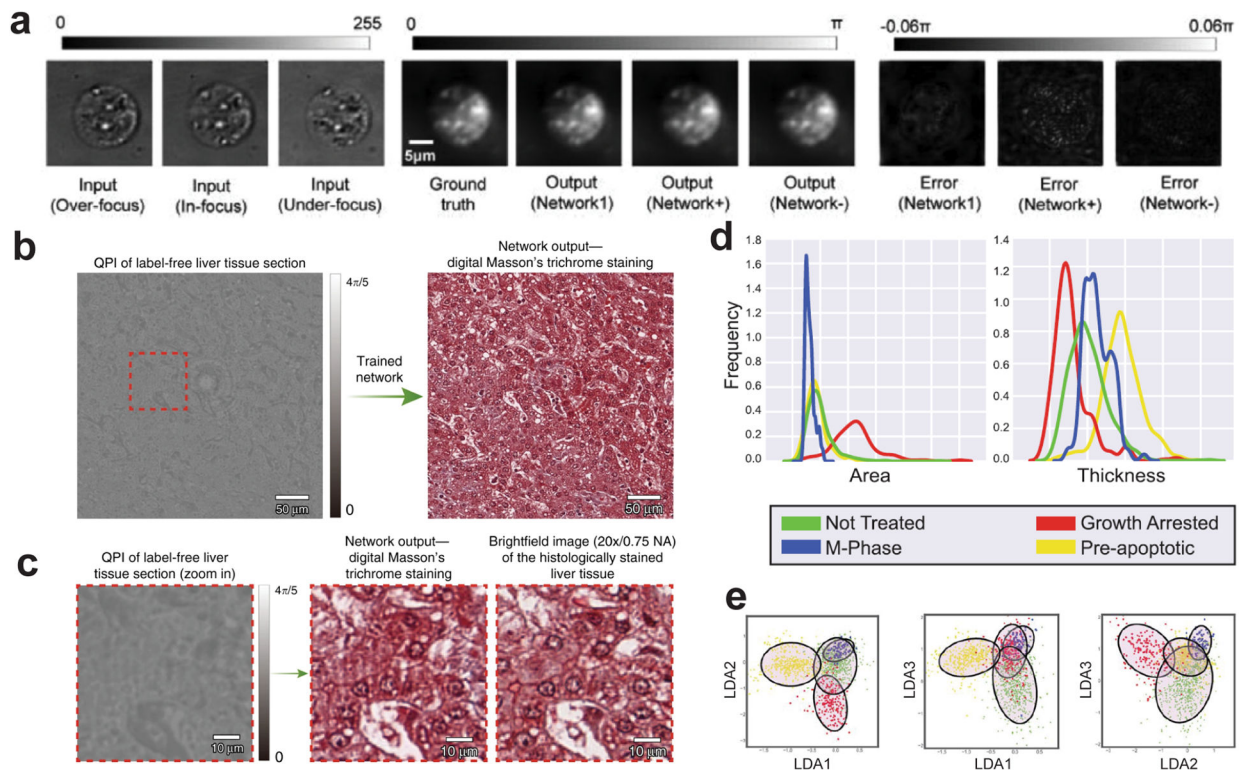 a
0
255
0
π
-0.06π
0.06π
5μm
Input
(Over-focus)
Input
(In-focus)
Input
(Under-focus)
Ground
truth
Output
(Network1)
Output
(Network+)
Output
(Network-)
Error
(Network1)
Error
(Network+)
Error
(Network-)
b
QPI of label-free liver tissue section
4π/5
0
50 μm
Trained
network
Network output—
digital Masson's trichrome staining
50 μm
c
QPI of label-free liver
tissue section (zoom in)
4π/5
0
10 μm
Network output—
digital Masson's
trichrome staining
10 μm
Brightfield image (20x/0.75 NA)
of the histologically stained
liver tissue
10 μm
d
Frequency
1.8
1.6
1.4
1.2
1.0
0.8
0.6
0.4
0.2
0.0
Area
1.4
1.2
1.0
0.8
0.6
0.4
0.2
0.0
Thickness
Not Treated
Growth Arrested
M-Phase
Pre-apoptotic
e
LDA2
LDA1
LDA3
LDA1
LDA3
LDA2